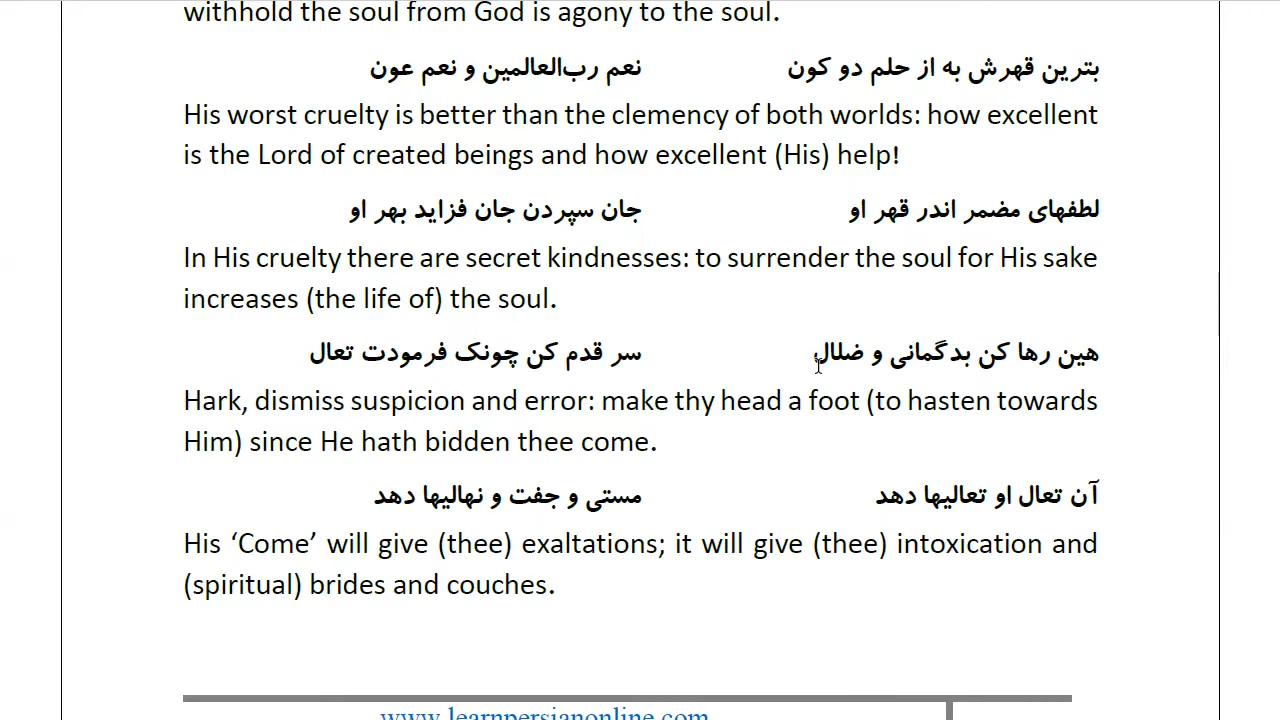 withhold the soul from God is agony to the soul.
بترین قهرش به از حلم دو کون نعم رب‌العالمین و نعم عون
His worst cruelty is better than the clemency of both worlds: how excellent
is the Lord of created beings and how excellent (His) help!
لطفهای مضمر اندر قهر او جان سپردن جان فزاید بهر او
In His cruelty there are secret kindnesses: to surrender the soul for His sake
increases (the life of) the soul.
هین رها کن بدگمانی و ضلال سر قدم کن چونک فرمودت تعال
Hark, dismiss suspicion and error: make thy head a foot (to hasten towards
Him) since He hath bidden thee come.
آن تعال او تعالیها دهد مستی و جفت و نهالیها دهد
His ‘Come’ will give (thee) exaltations; it will give (thee) intoxication and
(spiritual) brides and couches.
www.learnpersianonline.com